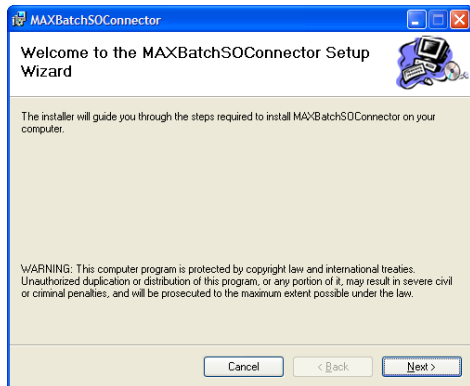 MAXBatchSOConnector
Welcome to the MAXBatchSOConnector Setup
Wizard
The installer will guide you through the steps required to install MAXBatchSOConnector on your
computer.
WARNING: This computer program is protected by copyright law and international treaties.
Unauthorized duplication or distribution of this program, or any portion of it, may result in severe civil
or criminal penalties, and will be prosecuted to the maximum extent possible under the law.
Cancel < Back Next >